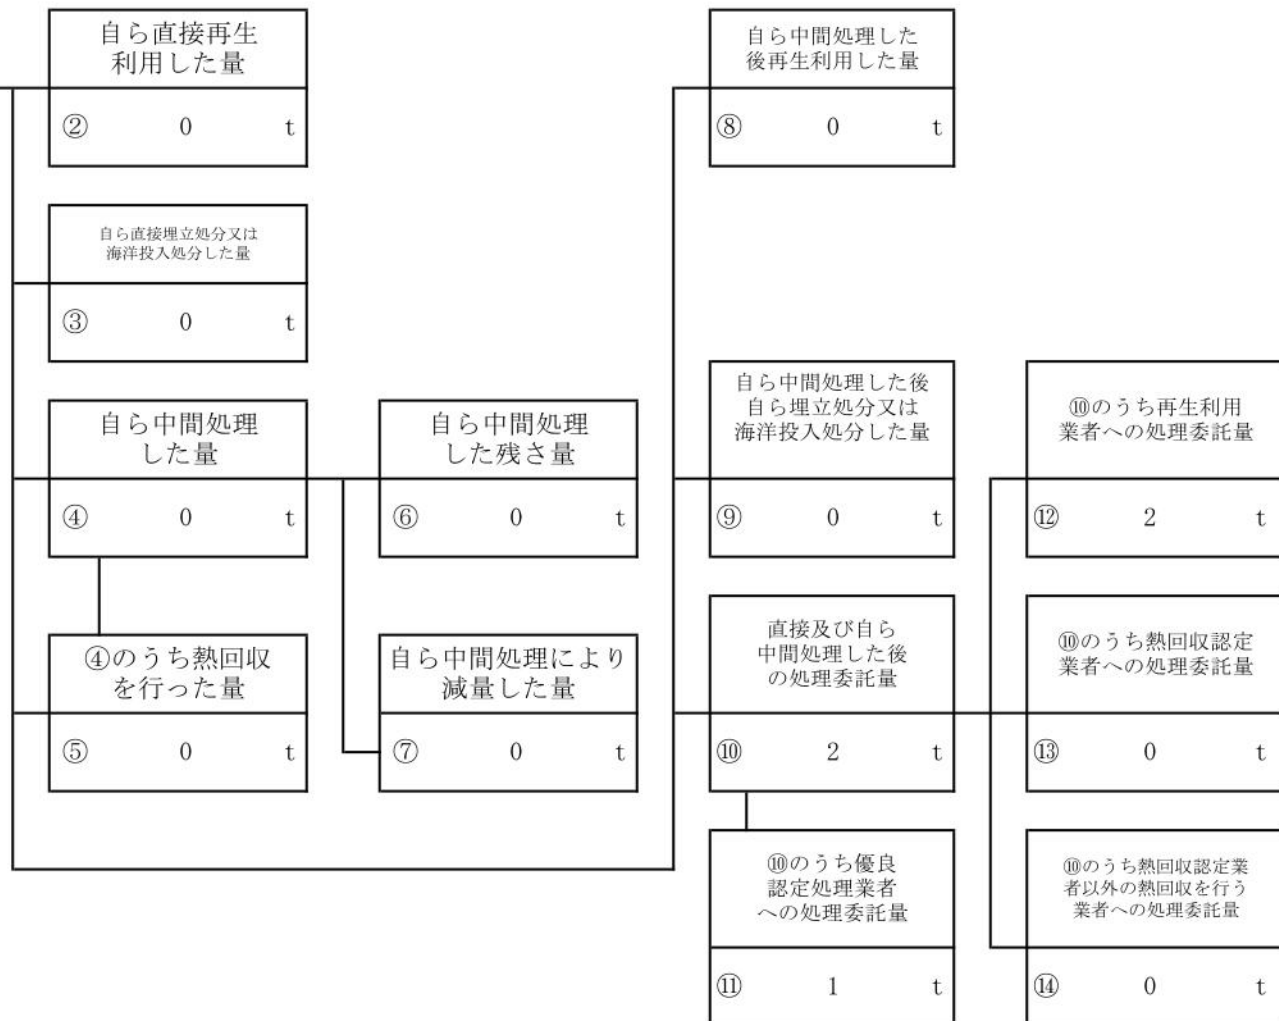 自ら直接再生
利用した量
② 0 t
自ら直接埋立処分又は
海洋投入処分した量
③ 0 t
自ら中間処理
した量
④ 0 t
④のうち熱回収
を行った量
⑤ 0 t
自ら中間処理
した残さ量
⑥ 0 t
自ら中間処理により
減量した量
⑦ 0 t
自ら中間処理した
後再生利用した量
⑧ 0 t
自ら中間処理した後
自ら埋立処分又は
海洋投入処分した量
⑨ 0 t
直接及び自ら
中間処理した後
の処理委託量
⑩ 2 t
⑩のうち優良
認定処理業者
への処理委託量
⑪ 1 t
⑩のうち再生利用
業者への処理委託量
⑫ 2 t
⑩のうち熱回収認定
業者への処理委託量
⑬ 0 t
⑩のうち熱回収認定業
者以外の熱回収を行う
業者への処理委託量
⑭ 0 t